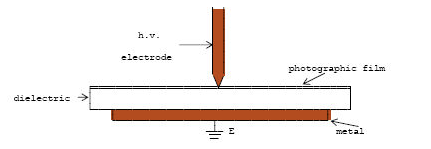 h.v.
electrode
photographic film
dielectric
E
metal